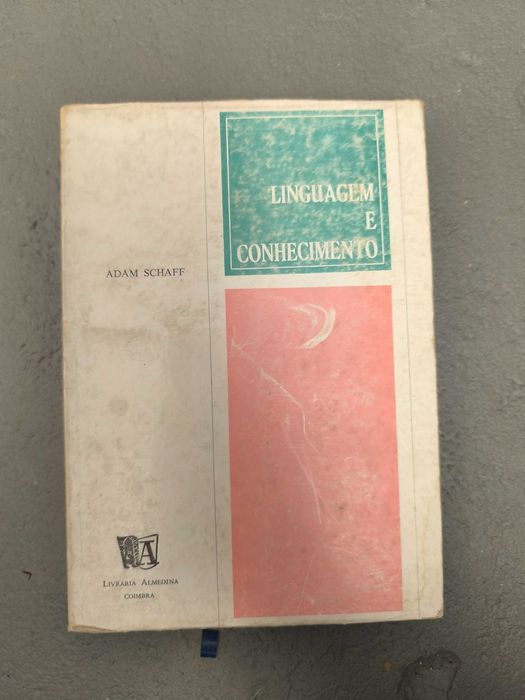 LINGUAGEM
E
CONHECIMENTO
ADAM SCHAFF
A
LIVRARIA ALMEDINA
COIMBRA